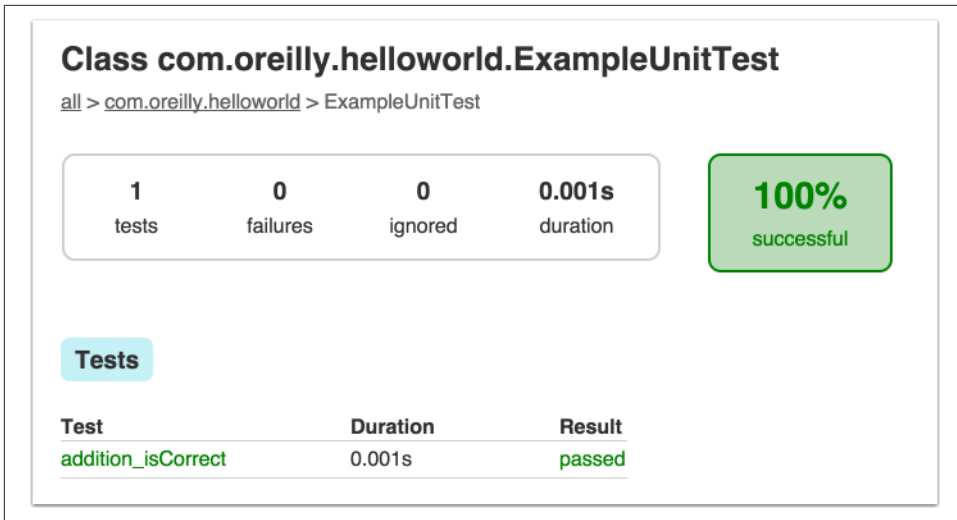 Class com.oreilly.helloworld.ExampleUnitTest
all > com.oreilly.helloworld > ExampleUnitTest
1 0 0 0.001s
tests failures ignored duration
100%
successful
Tests
Test Duration Result
addition_isCorrect 0.001s passed